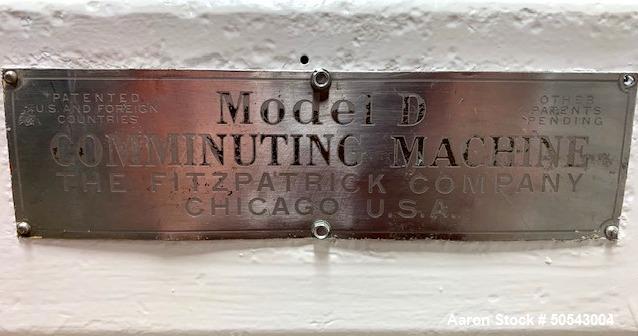 PATENTED
U.S. AND FOREIGN
COUNTRIES
Model D
OTHER
PATENTS
PENDING
COMMINUTING MACHINE
THE FITZPATRICK COMPANY
CHICAGO U.S.A.
Aaron Stock # 50543004